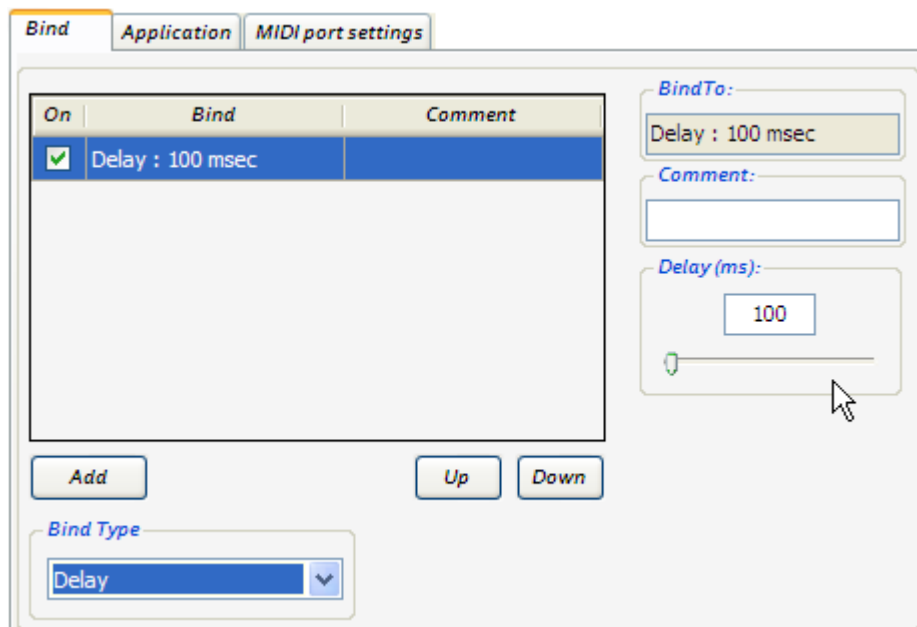 Bind Application MIDI port settings
On Bind Comment
Delay : 100 msec
BindTo:
Delay : 100 msec
Comment:
Delay (ms):
100
Add Up Down
Bind Type
Delay